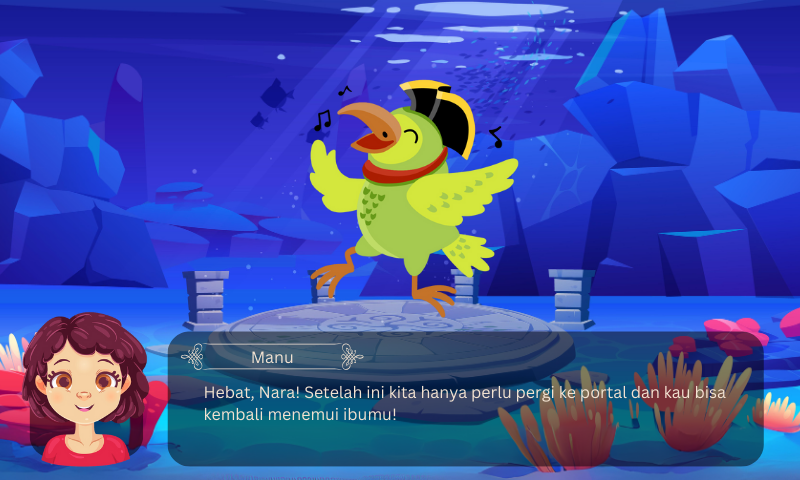 Manu
Hebat, Nara! Setelah ini kita hanya perlu pergi ke portal dan kau bisa
kembali menemui ibumu!